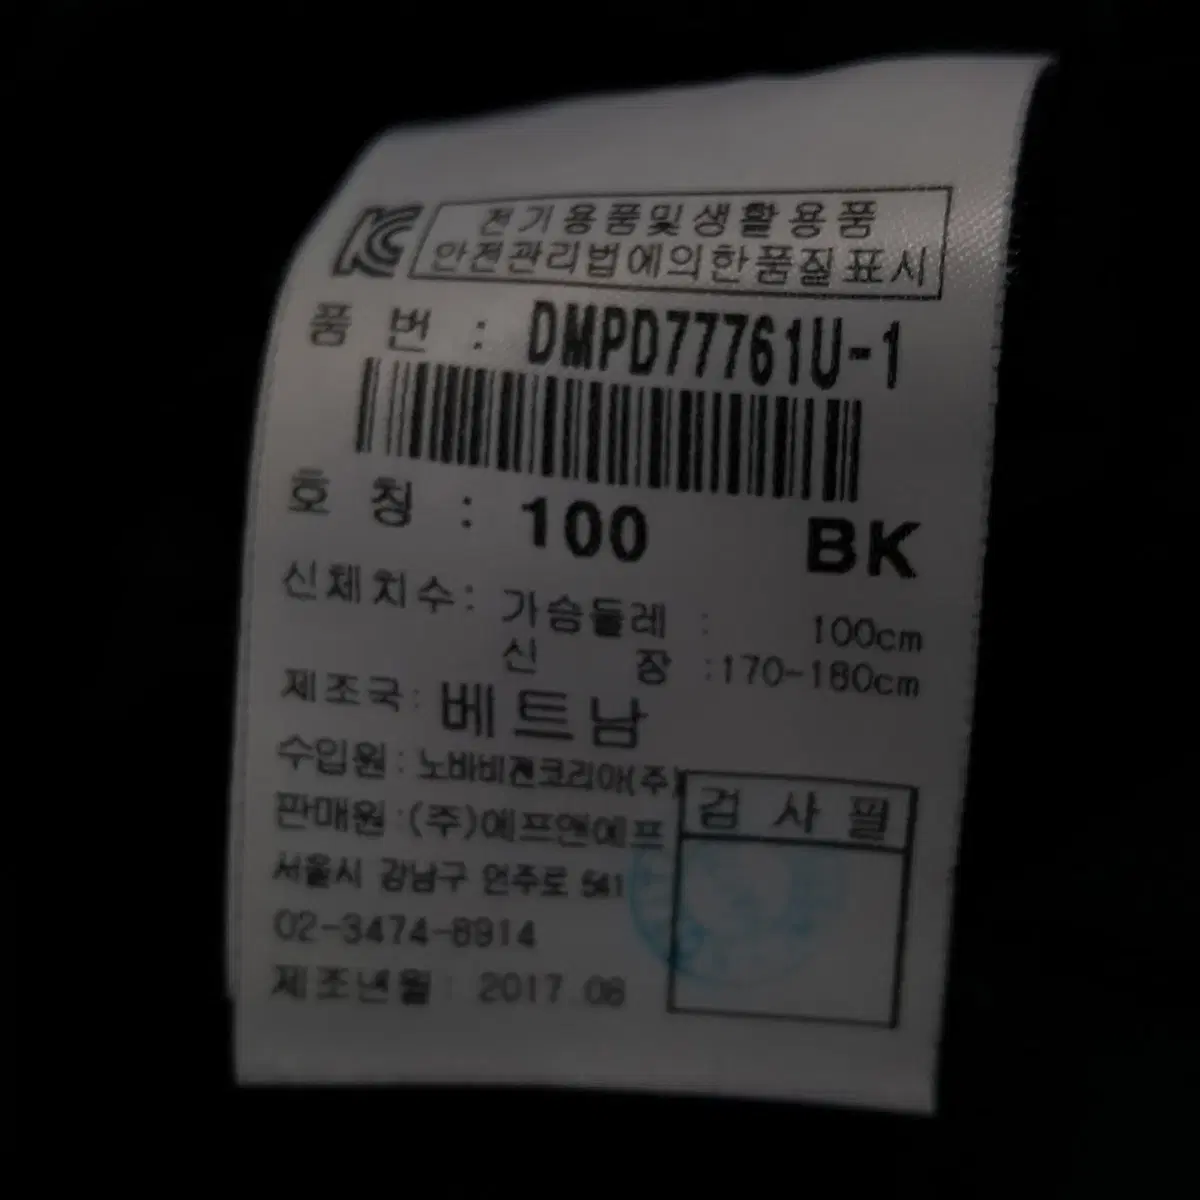 전기용품및생활용품
안전관리법에의한품질표시
품 번 : DMPD77761U-1
호 칭 : 100 BK
신체치수: 가슴둘레 : 100cm
신 장 :170-180cm
제조국: 베트남
수입원 : 노바비젼코리아(주)
판매원 :(주)에프앤에프
검 사 필
서울시 강남구 언주로 541
02-3474-8914
제조년월 : 2017 08